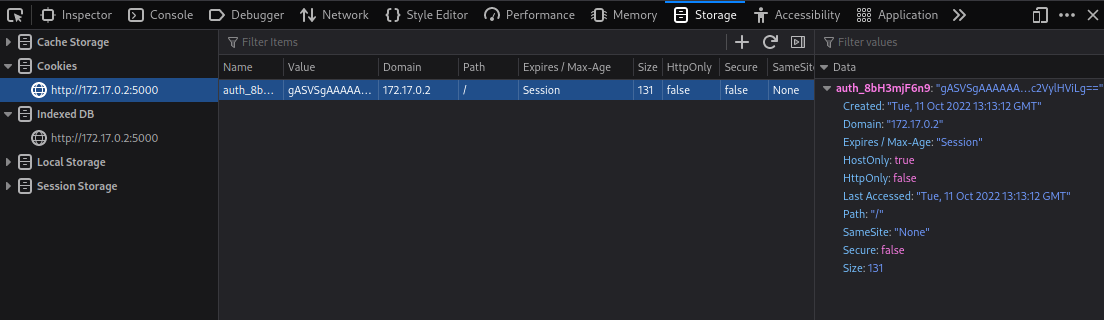 Inspector Console Debugger Network Style Editor Performance Memory Storage Accessibility Application
Cache Storage
Cookies
http://172.17.0.2:5000
Indexed DB
http://172.17.0.2:5000
Local Storage
Session Storage
Filter Items
Name Value Domain Path Expires / Max-Age Size HttpOnly Secure SameSite
auth_8b… gASVSgAAAAA… 172.17.0.2 / Session 131 false false None
Filter values
Data
auth_8bH3mjF6n9: "gASVSgAAAAAA…c2VylHViLg=="
Created: "Tue, 11 Oct 2022 13:13:12 GMT"
Domain: "172.17.0.2"
Expires / Max-Age: "Session"
HostOnly: true
HttpOnly: false
Last Accessed: "Tue, 11 Oct 2022 13:13:12 GMT"
Path: "/"
SameSite: "None"
Secure: false
Size: 131